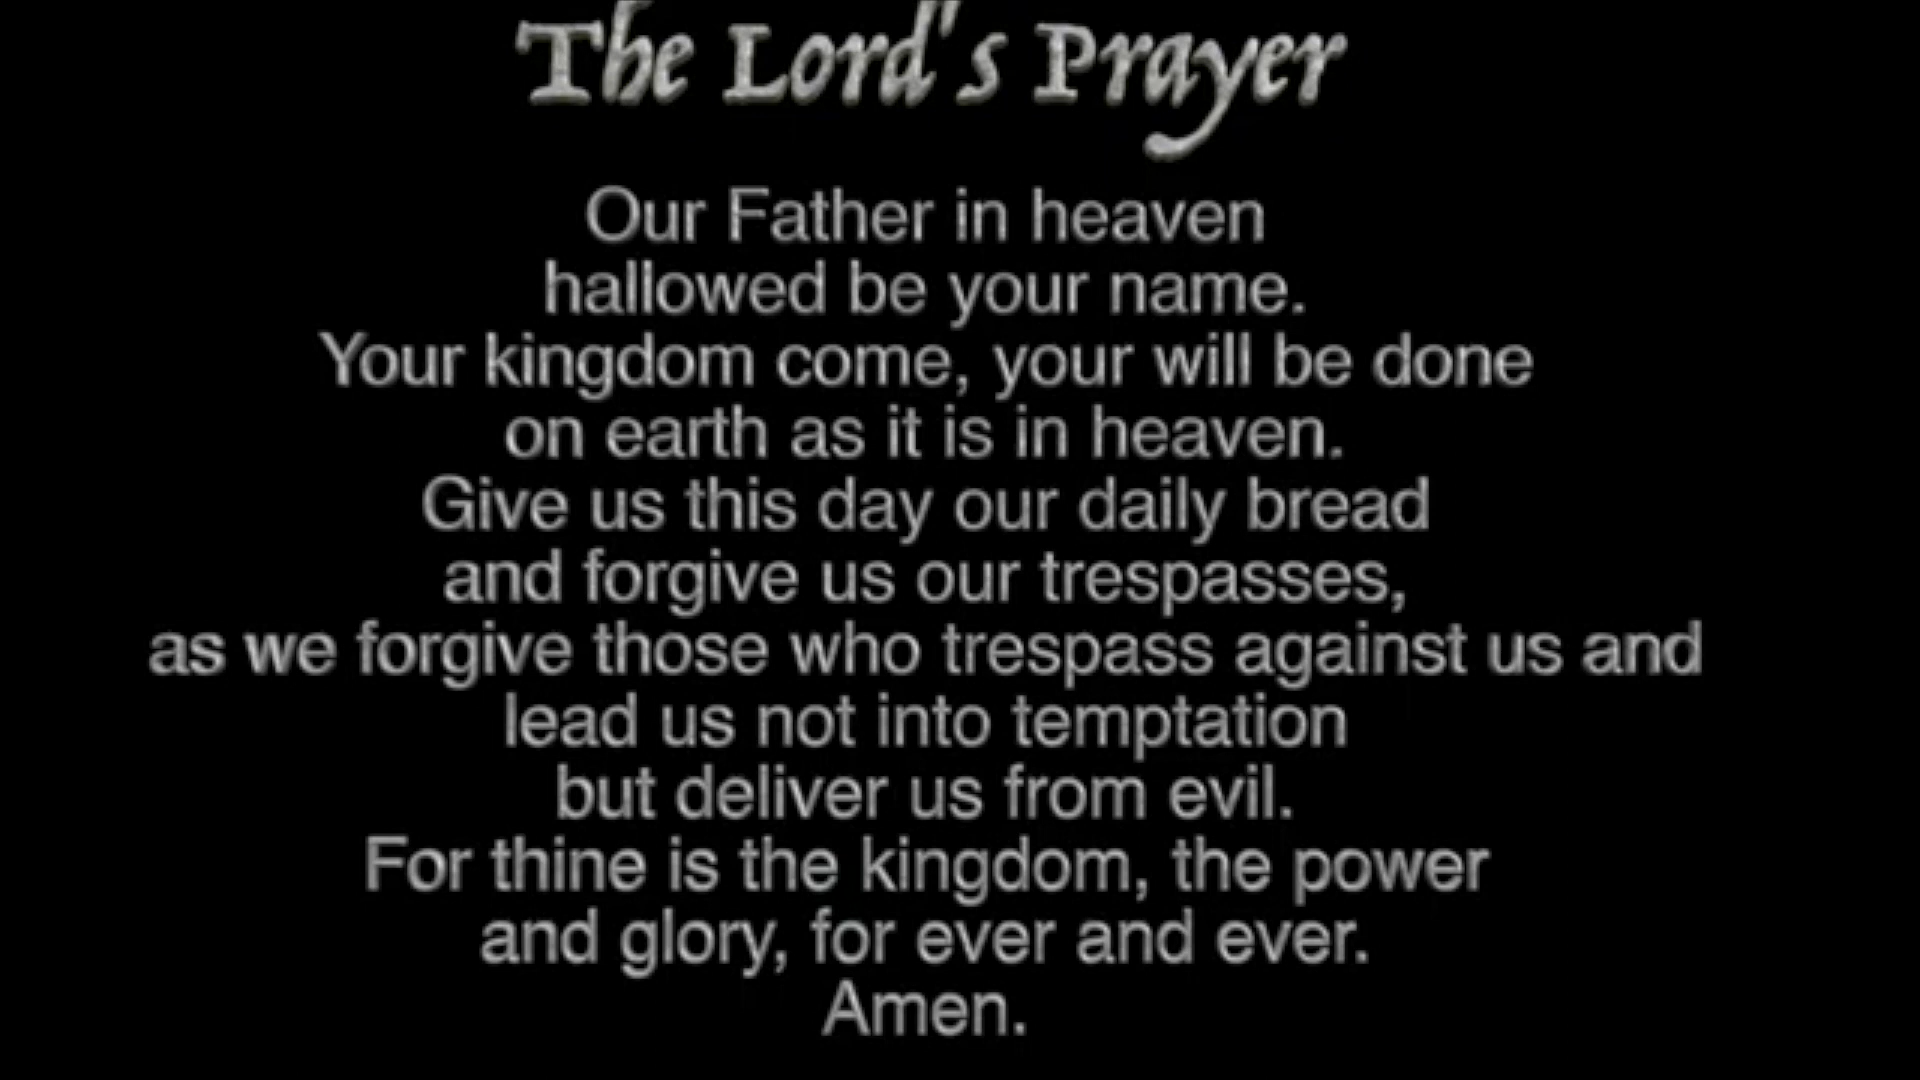 The Lord's Prayer
Our Father in heaven
hallowed be your name.
Your kingdom come, your will be done
on earth as it is in heaven.
Give us this day our daily bread
and forgive us our trespasses,
as we forgive those who trespass against us and
lead us not into temptation
but deliver us from evil.
For thine is the kingdom, the power
and glory, for ever and ever.
Amen.